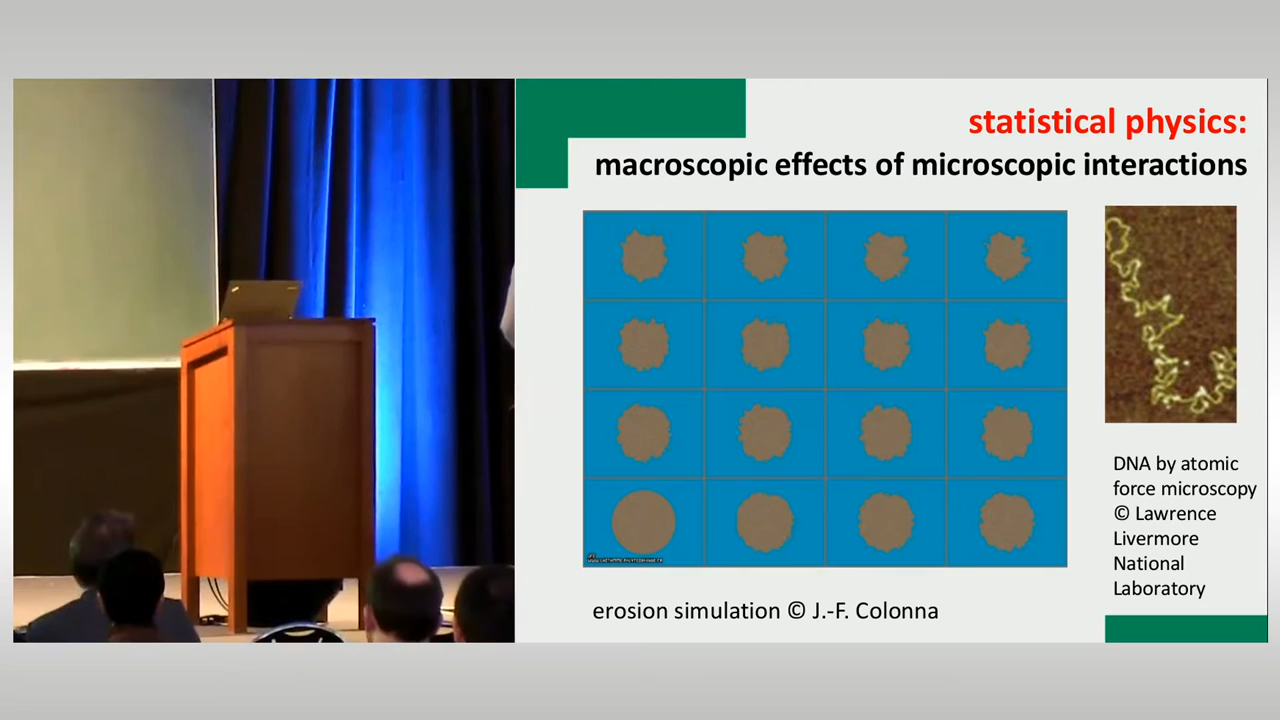 statistical physics:
macroscopic effects of microscopic interactions
DNA by atomic
force microscopy
© Lawrence
Livermore
National
Laboratory
erosion simulation © J.-F. Colonna